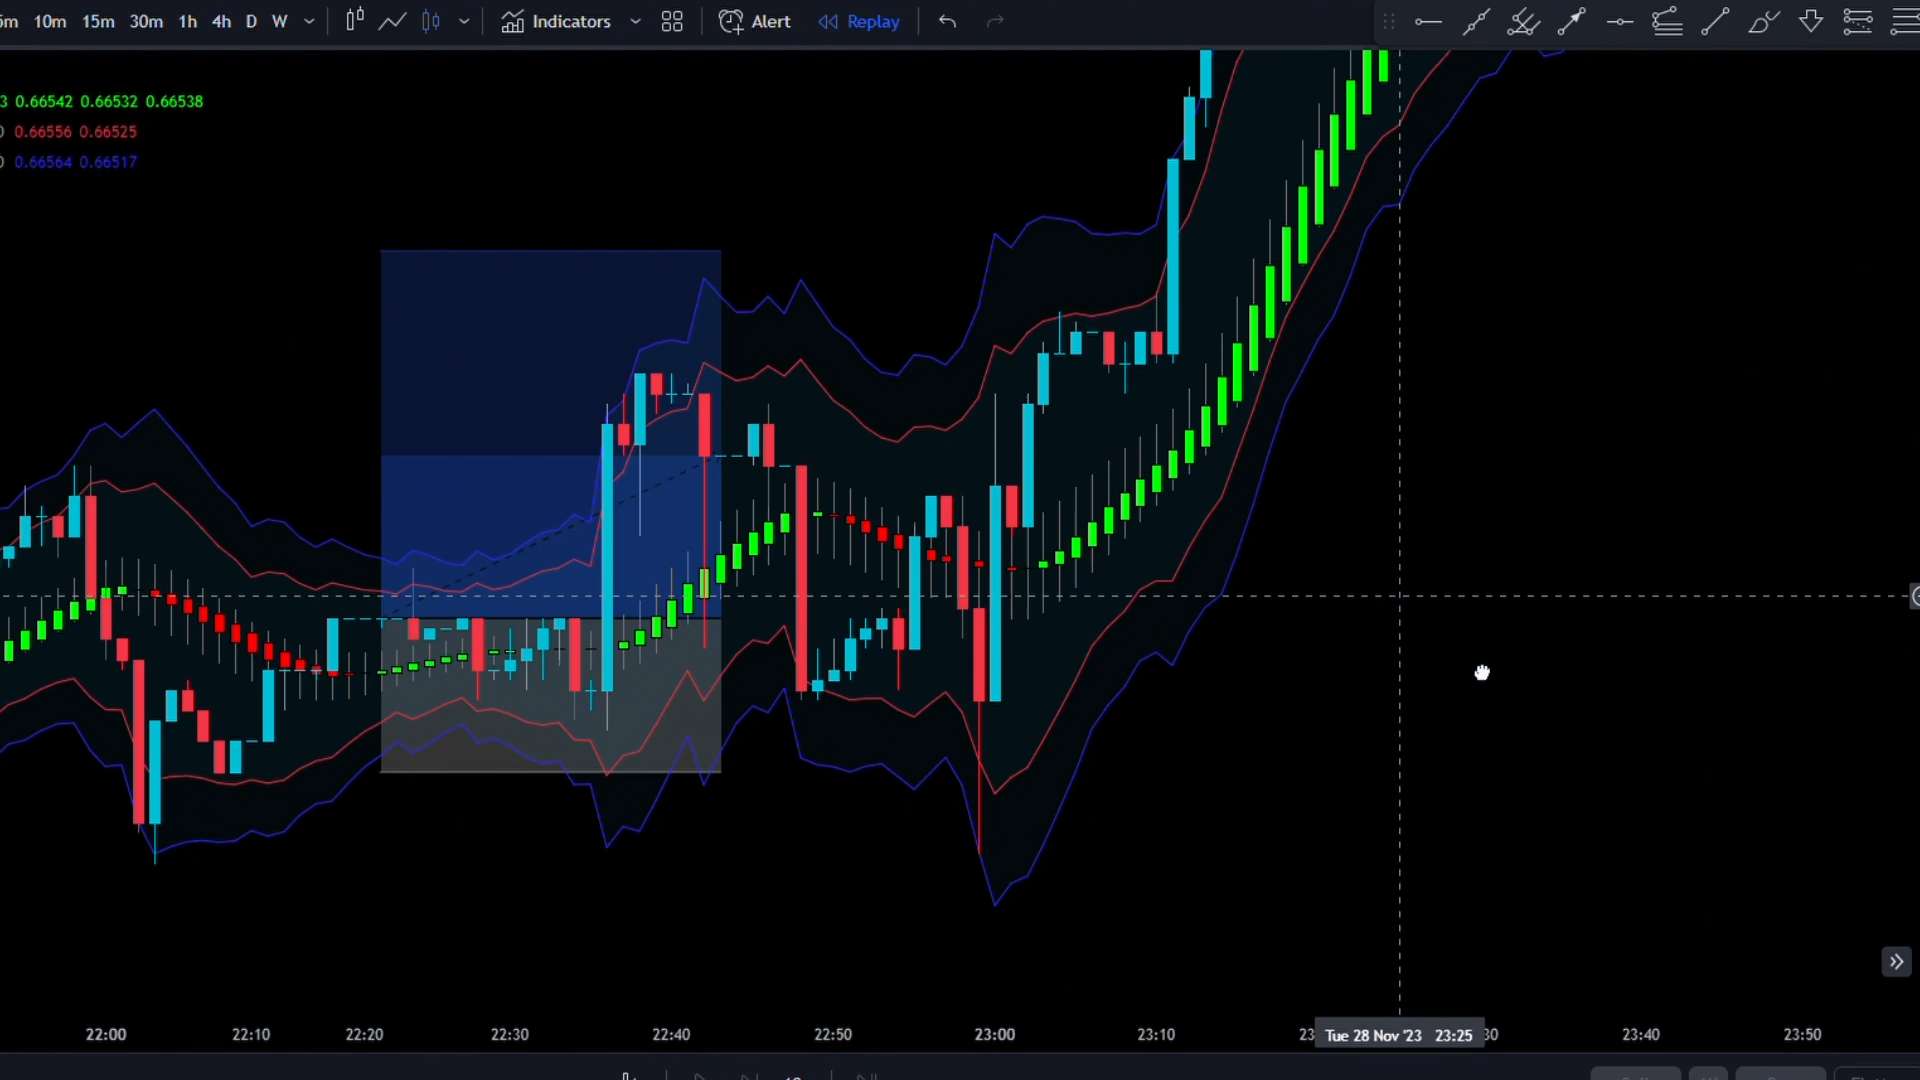 10m 15m 30m 1h 4h D W Indicators Alert Replay
0.66542 0.66532 0.66538
0.66556 0.66525
0.66564 0.66517
22:00 22:10 22:20 22:30 22:40 22:50 23:00 23:10 Tue 28 Nov '23 23:25 23:40 23:50